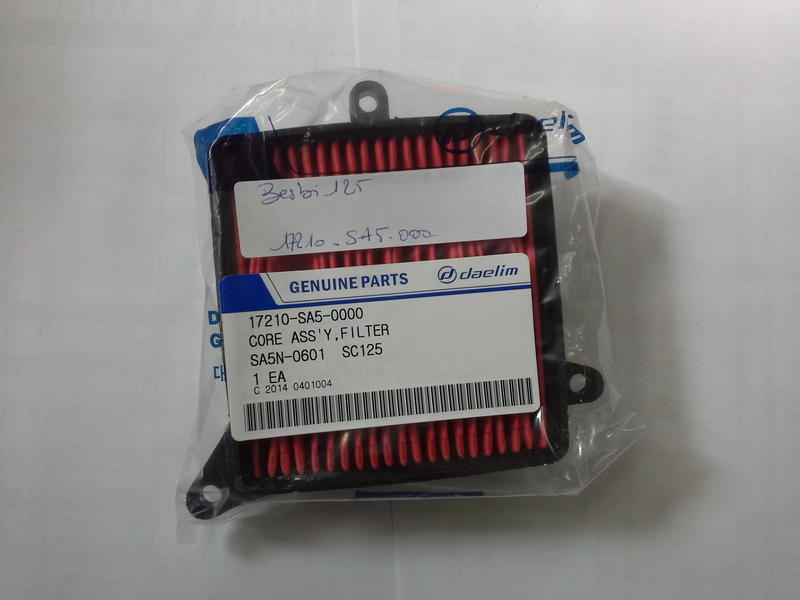 daelim
Besbi 125
17210-SA5-000
GENUINE PARTS daelim
17210-SA5-0000
CORE ASS'Y,FILTER
SA5N-0601 SC125
1 EA
C 2014 0401004